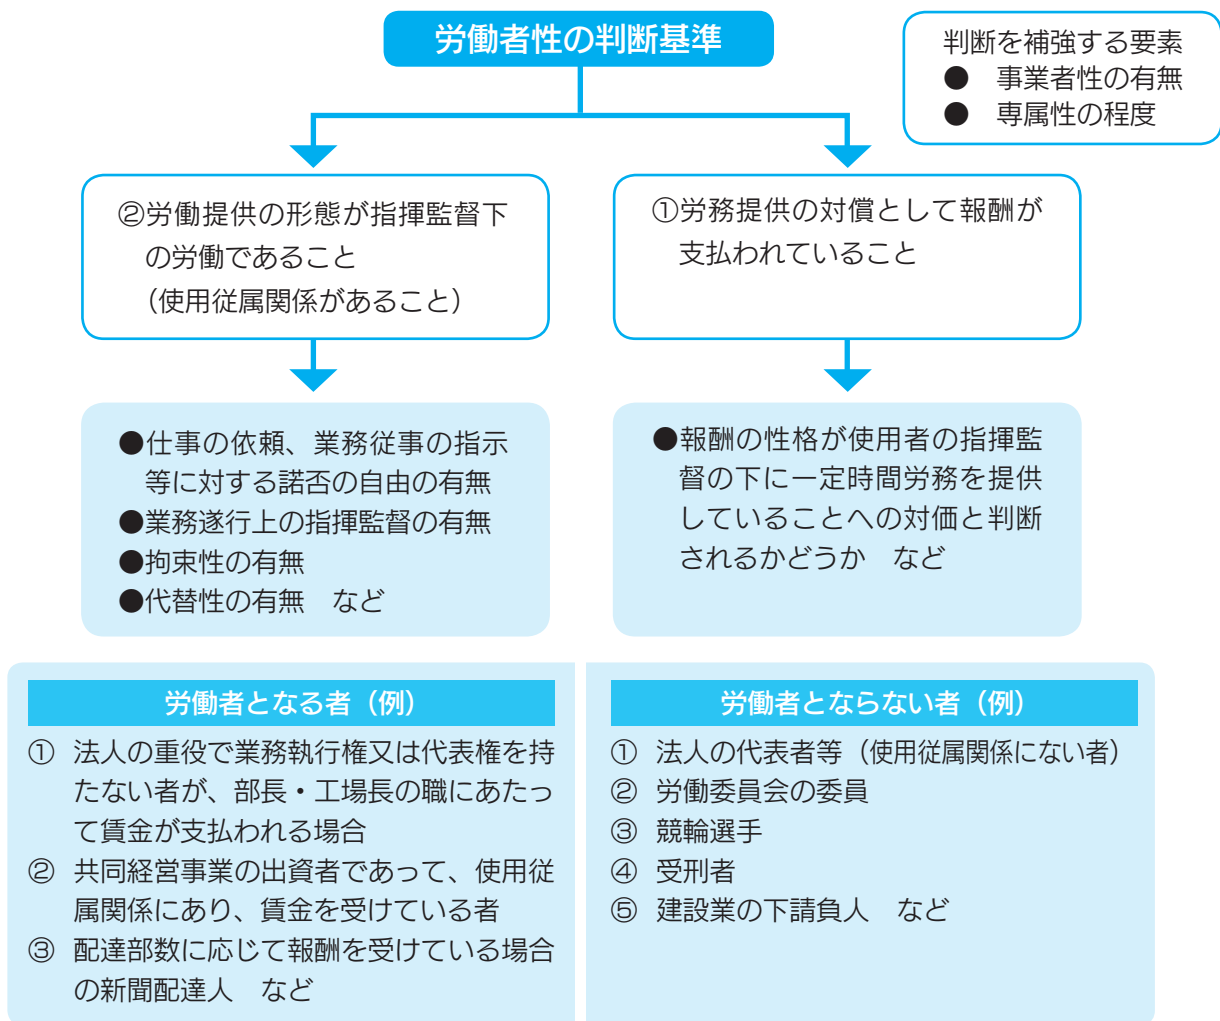 労働者性の判断基準
判断を補強する要素
●　事業者性の有無
●　専属性の程度
②労働提供の形態が指揮監督下
の労働であること
（使用従属関係があること）
①労務提供の対償として報酬が
支払われていること
●仕事の依頼、業務従事の指示
等に対する諾否の自由の有無
●業務遂行上の指揮監督の有無
●拘束性の有無
●代替性の有無　など
●報酬の性格が使用者の指揮監
督の下に一定時間労務を提供
していることへの対価と判断
されるかどうか　など
労働者となる者（例）
①　法人の重役で業務執行権又は代表権を持
たない者が、部長・工場長の職にあたっ
て賃金が支払われる場合
②　共同経営事業の出資者であって、使用従
属関係にあり、賃金を受けている者
③　配達部数に応じて報酬を受けている場合
の新聞配達人　など
労働者とならない者（例）
①　法人の代表者等（使用従属関係にない者）
②　労働委員会の委員
③　競輪選手
④　受刑者
⑤　建設業の下請負人　など